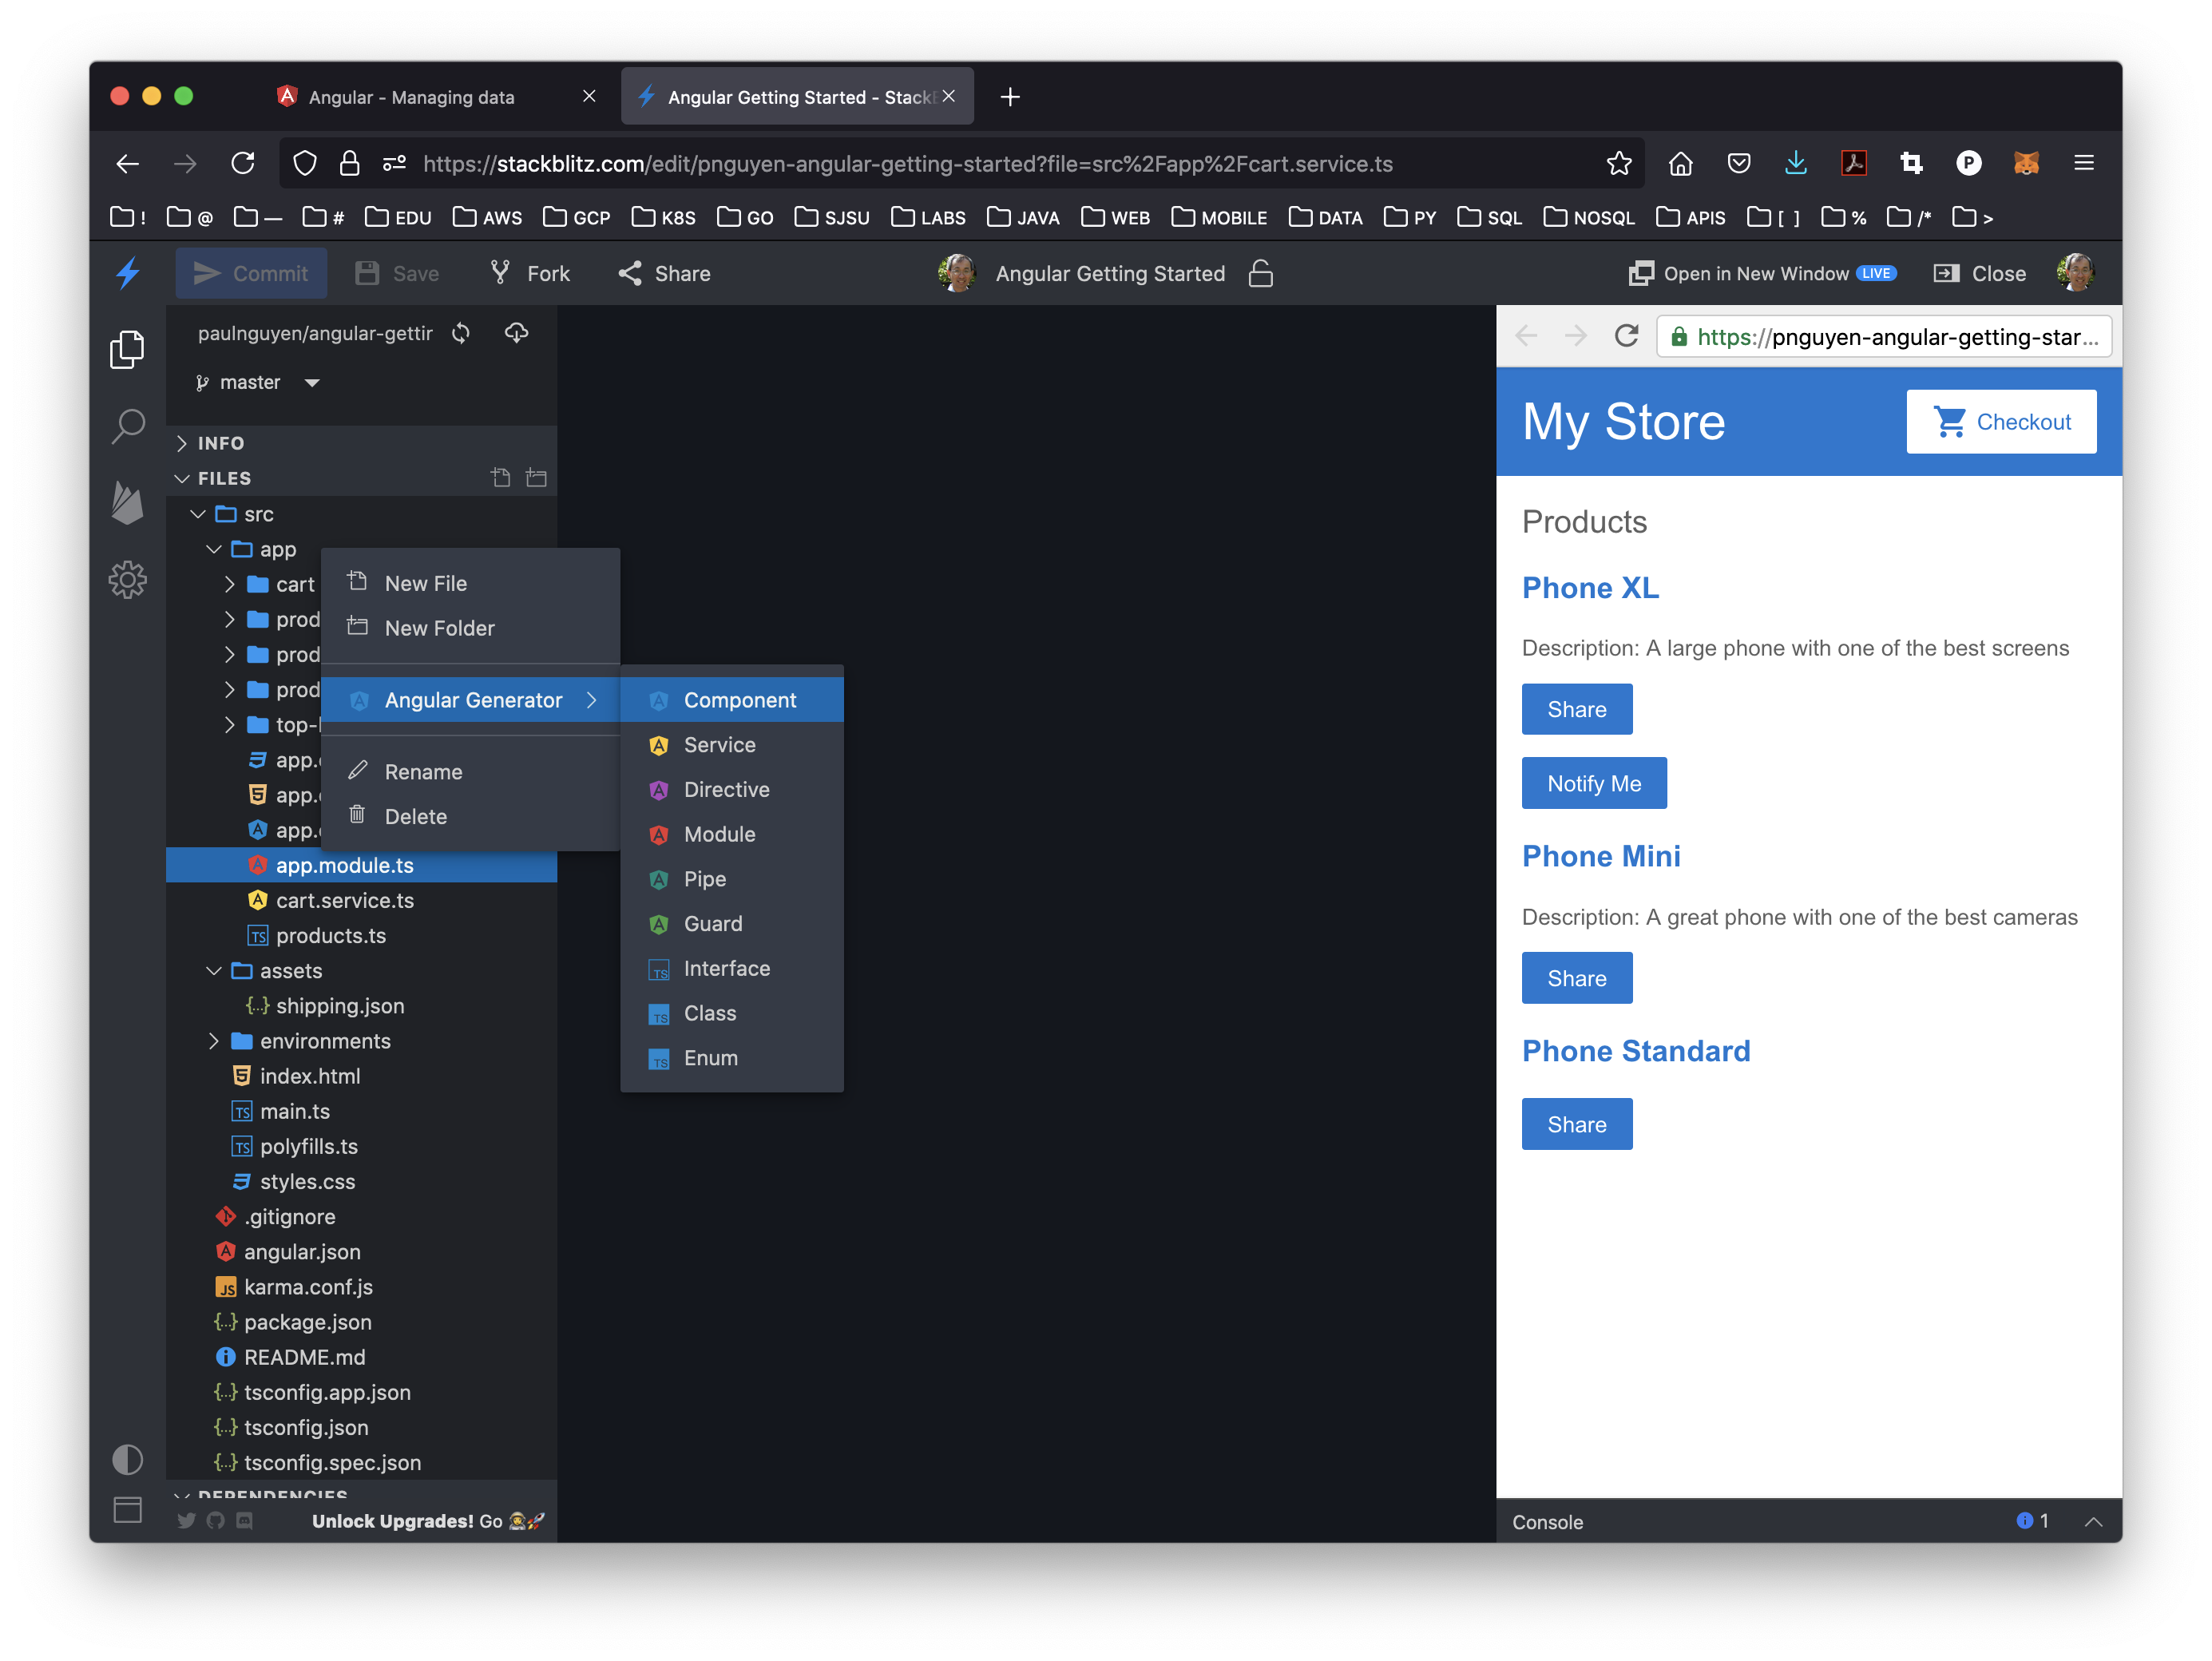 Angular - Managing data
Angular Getting Started - StackB
https://stackblitz.com/edit/pnguyen-angular-getting-started?file=src%2Fapp%2Fcart.service.ts
P
! @ — # EDU AWS GCP K8S GO SJSU LABS JAVA WEB MOBILE DATA PY SQL NOSQL APIS [ ] % /* >
Commit Save Fork Share Angular Getting Started Open in New Window LIVE Close
paulnguyen/angular-gettir
master
INFO
FILES
src
app
cart
prod
prod
prod
top-
app.
app.
app.
app.module.ts
cart.service.ts
products.ts
assets
shipping.json
environments
index.html
main.ts
polyfills.ts
styles.css
.gitignore
angular.json
karma.conf.js
package.json
README.md
tsconfig.app.json
tsconfig.json
tsconfig.spec.json
DEPENDENCIES
Unlock Upgrades! Go
New File
New Folder
Angular Generator
Rename
Delete
Component
Service
Directive
Module
Pipe
Guard
Interface
Class
Enum
https://pnguyen-angular-getting-star...
My Store
Checkout
Products
Phone XL
Description: A large phone with one of the best screens
Share
Notify Me
Phone Mini
Description: A great phone with one of the best cameras
Share
Phone Standard
Share
Console
1